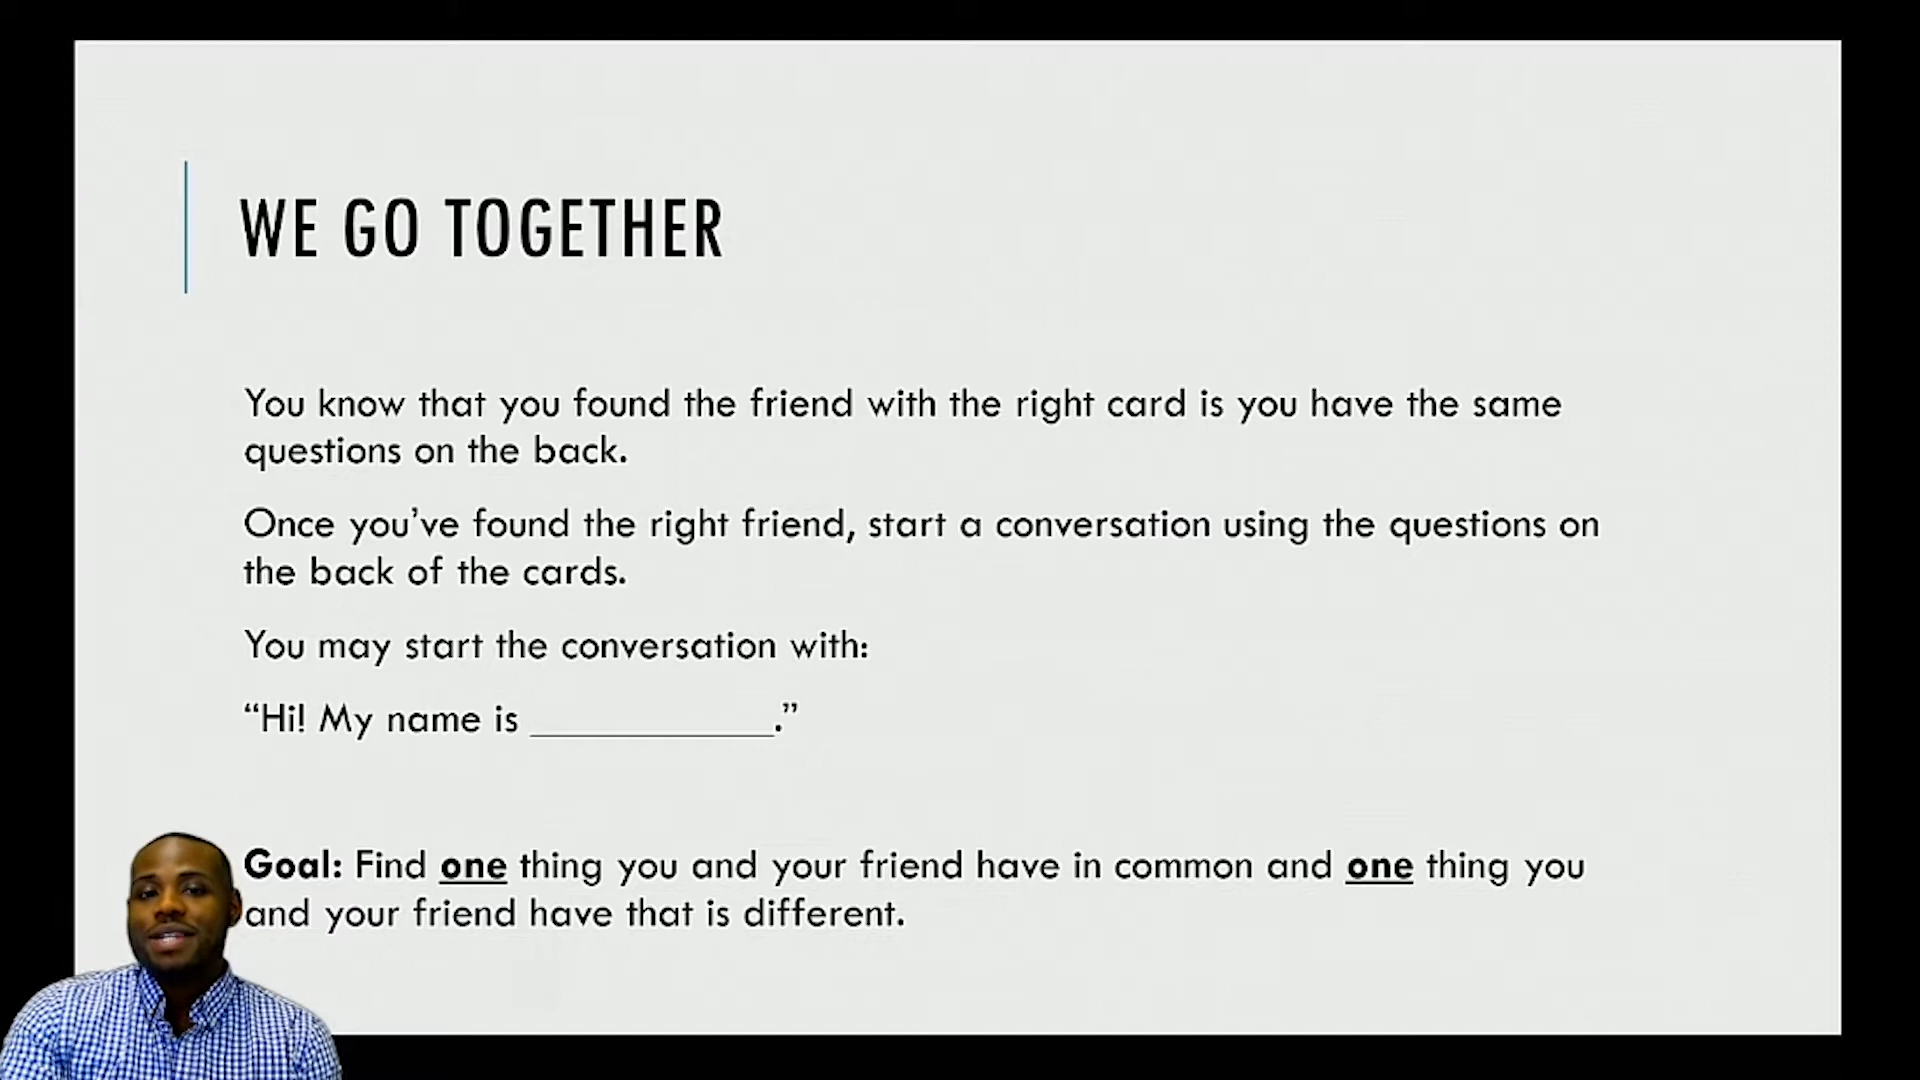 WE GO TOGETHER
You know that you found the friend with the right card is you have the same
questions on the back.
Once you’ve found the right friend, start a conversation using the questions on
the back of the cards.
You may start the conversation with:
“Hi! My name is ____________.”
Goal: Find one thing you and your friend have in common and one thing you
and your friend have that is different.